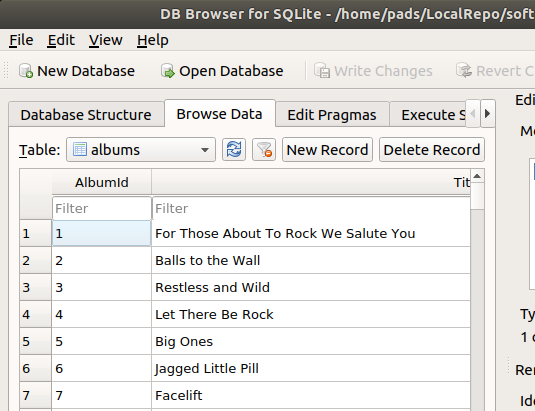 DB Browser for SQLite - /home/pads/LocalRepo/soft
File Edit View Help
New Database Open Database Write Changes Revert C
Edi
Database Structure Browse Data Edit Pragmas Execute S
Table: albums New Record Delete Record
AlbumId Tit
Filter Filter
1 1 For Those About To Rock We Salute You
2 2 Balls to the Wall
3 3 Restless and Wild
4 4 Let There Be Rock
5 5 Big Ones
6 6 Jagged Little Pill
7 7 Facelift
Mo
Ty
1
Rer
Ide